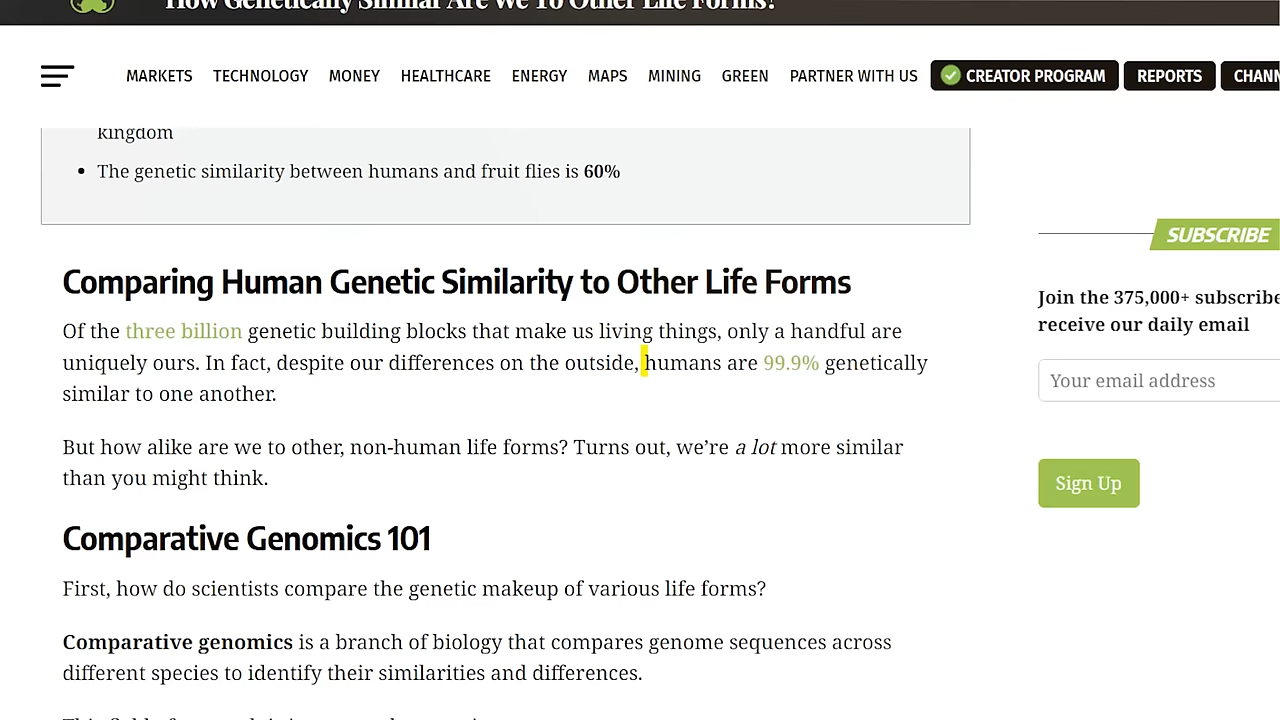 How Genetically Similar Are We To Other Life Forms?
MARKETS TECHNOLOGY MONEY HEALTHCARE ENERGY MAPS MINING GREEN PARTNER WITH US CREATOR PROGRAM REPORTS CHANN
kingdom
• The genetic similarity between humans and fruit flies is 60%
SUBSCRIBE
Comparing Human Genetic Similarity to Other Life Forms
Join the 375,000+ subscribe
receive our daily email
Of the three billion genetic building blocks that make us living things, only a handful are
uniquely ours. In fact, despite our differences on the outside, humans are 99.9% genetically
similar to one another.
Your email address
But how alike are we to other, non-human life forms? Turns out, we’re a lot more similar
than you might think.
Sign Up
Comparative Genomics 101
First, how do scientists compare the genetic makeup of various life forms?
Comparative genomics is a branch of biology that compares genome sequences across
different species to identify their similarities and differences.